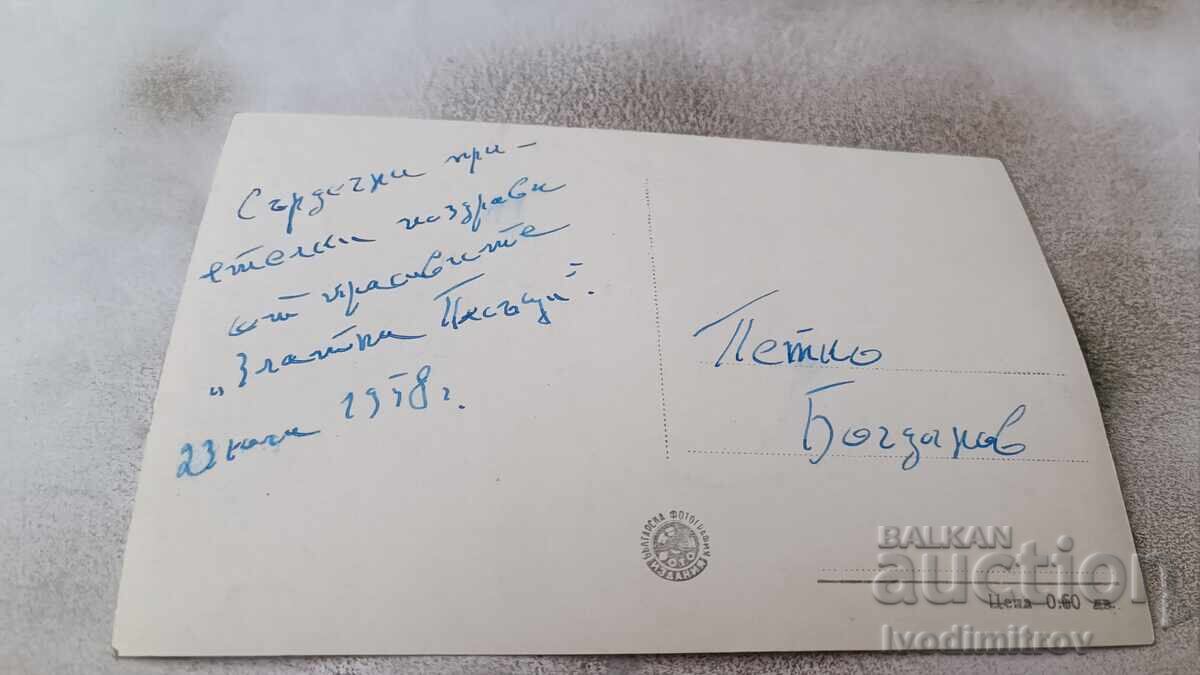 Сърдечни при-
ятелски поздрави
от красивите
„Златни Пясъци".
23 юли 1958 г.
Петко
Богданов
БЪЛГАРСКА ФОТОГРАФИЯ
ИЗДАНИЕ
Цена 0·60 лв.
BALKAN
auction
Ivodimitrov